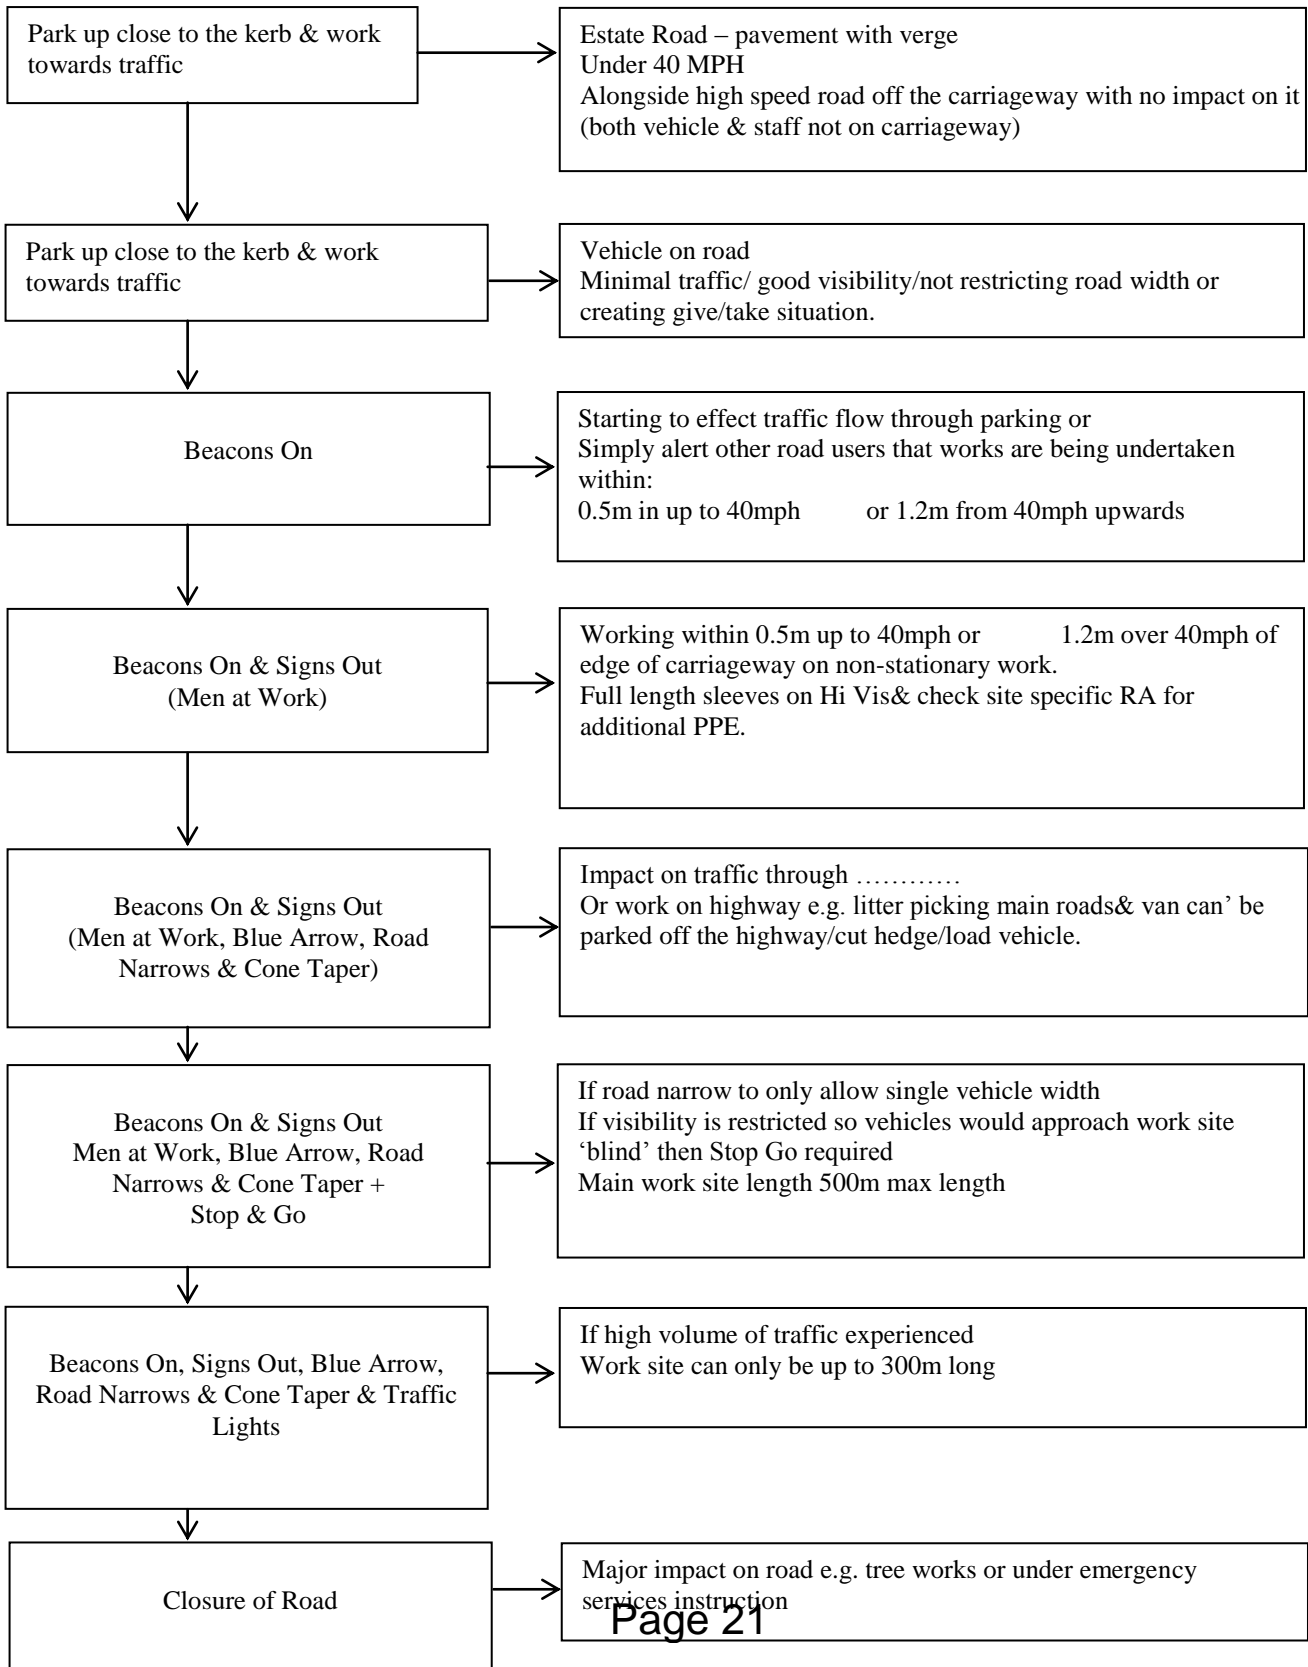 Park up close to the kerb & work
towards traffic
Estate Road – pavement with verge
Under 40 MPH
Alongside high speed road off the carriageway with no impact on it
(both vehicle & staff not on carriageway)
Park up close to the kerb & work
towards traffic
Vehicle on road
Minimal traffic/ good visibility/not restricting road width or
creating give/take situation.
Beacons On
Starting to effect traffic flow through parking or
Simply alert other road users that works are being undertaken
within:
0.5m in up to 40mph or 1.2m from 40mph upwards
Beacons On & Signs Out
(Men at Work)
Working within 0.5m up to 40mph or 1.2m over 40mph of
edge of carriageway on non-stationary work.
Full length sleeves on Hi Vis& check site specific RA for
additional PPE.
Beacons On & Signs Out
(Men at Work, Blue Arrow, Road
Narrows & Cone Taper)
Impact on traffic through …………
Or work on highway e.g. litter picking main roads& van can’ be
parked off the highway/cut hedge/load vehicle.
Beacons On & Signs Out
Men at Work, Blue Arrow, Road
Narrows & Cone Taper +
Stop & Go
If road narrow to only allow single vehicle width
If visibility is restricted so vehicles would approach work site
‘blind’ then Stop Go required
Main work site length 500m max length
Beacons On, Signs Out, Blue Arrow,
Road Narrows & Cone Taper & Traffic
Lights
If high volume of traffic experienced
Work site can only be up to 300m long
Closure of Road
Major impact on road e.g. tree works or under emergency
services instruction
Page 21